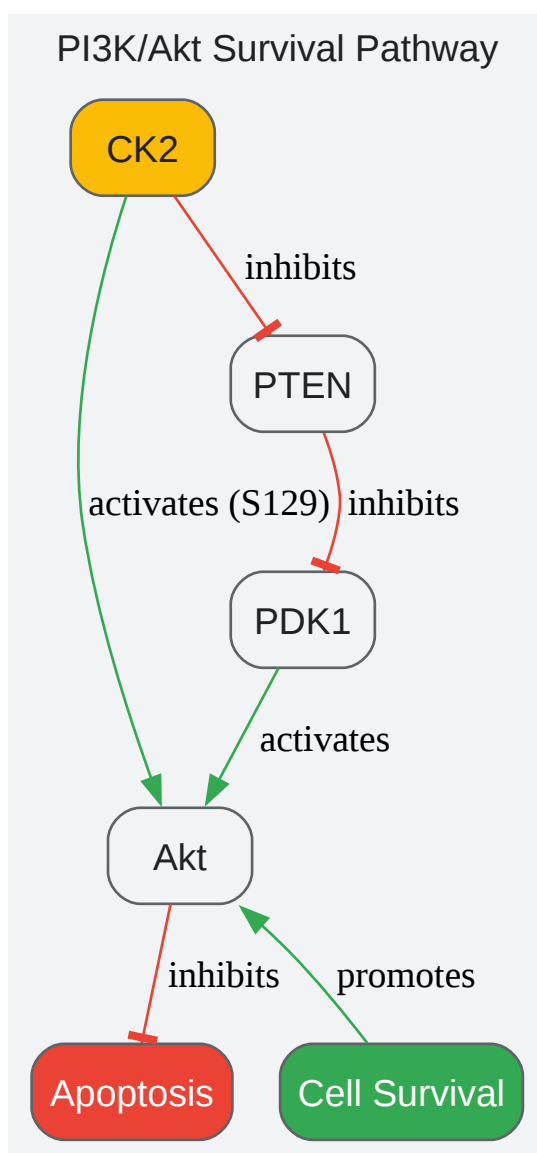 PI3K/Akt Survival Pathway
CK2
inhibits
PTEN
activates (S129)
inhibits
PDK1
activates
Akt
inhibits
promotes
Apoptosis
Cell Survival